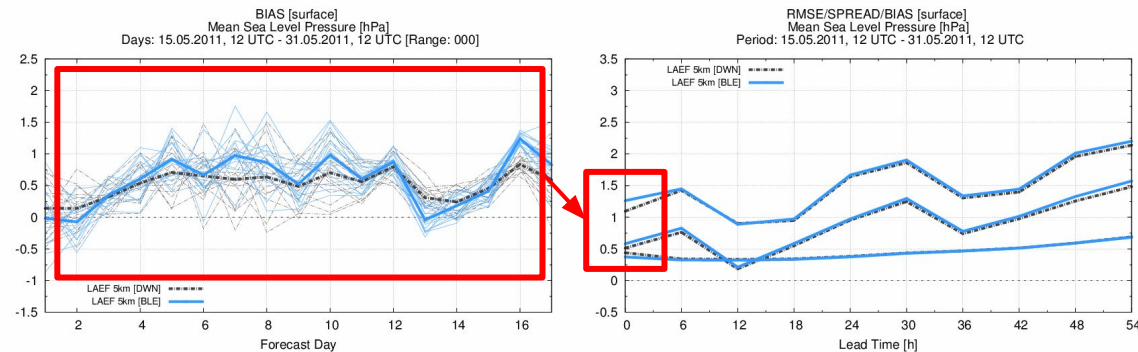 BIAS [surface]
Mean Sea Level Pressure [hPa]
Days: 15.05.2011, 12 UTC - 31.05.2011, 12 UTC [Range: 000]
2.5
2
1.5
1
0.5
0
-0.5
-1
-1.5
LAEF 5km [DWN]
LAEF 5km [BLE]
2 4 6 8 10 12 14 16
Forecast Day
RMSE/SPREAD/BIAS [surface]
Mean Sea Level Pressure [hPa]
Period: 15.05.2011, 12 UTC - 31.05.2011, 12 UTC
3.5
LAEF 5km [DWN]
LAEF 5km [BLE]
3
2.5
2
1.5
1
0.5
0
-0.5
0 6 12 18 24 30 36 42 48 54
Lead Time [h]